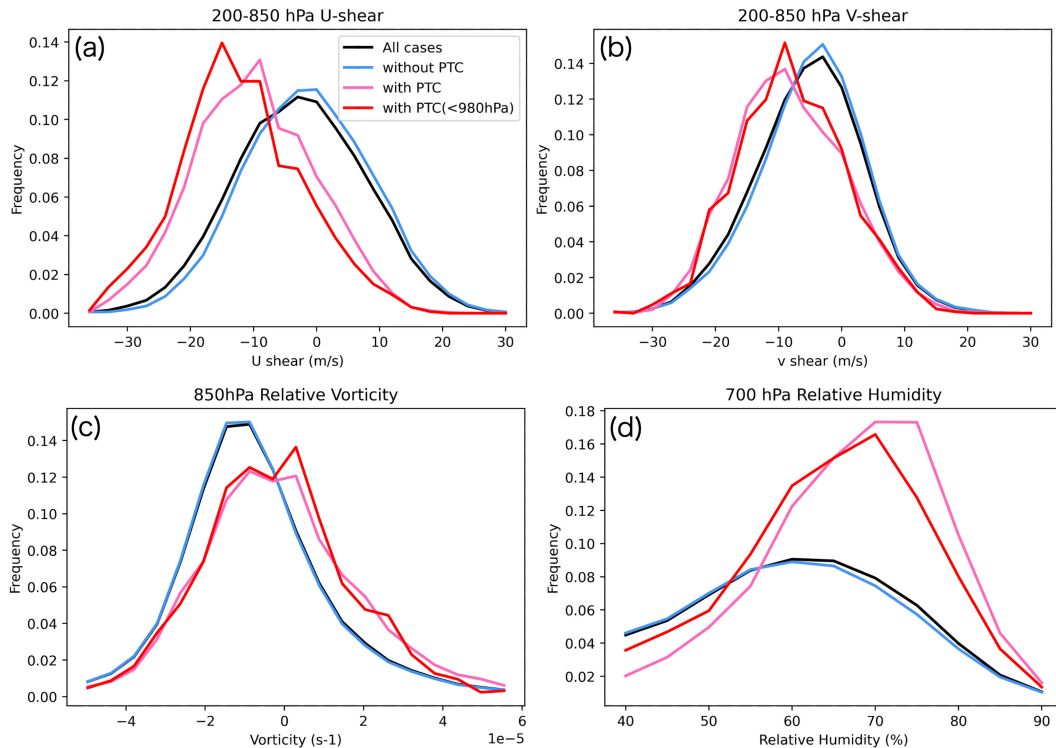 200-850 hPa U-shear
(a)
All cases
without PTC
with PTC
with PTC(<980hPa)
0.14
0.12
0.10
0.08
0.06
0.04
0.02
0.00
Frequency
−30 −20 −10 0 10 20 30
U shear (m/s)
200-850 hPa V-shear
(b)
0.14
0.12
0.10
0.08
0.06
0.04
0.02
0.00
Frequency
−30 −20 −10 0 10 20 30
v shear (m/s)
850hPa Relative Vorticity
(c)
0.14
0.12
0.10
0.08
0.06
0.04
0.02
0.00
Frequency
−4 −2 0 2 4 6
Vorticity (s-1)
1e−5
700 hPa Relative Humidity
(d)
0.18
0.16
0.14
0.12
0.10
0.08
0.06
0.04
0.02
Frequency
40 50 60 70 80 90
Relative Humidity (%)